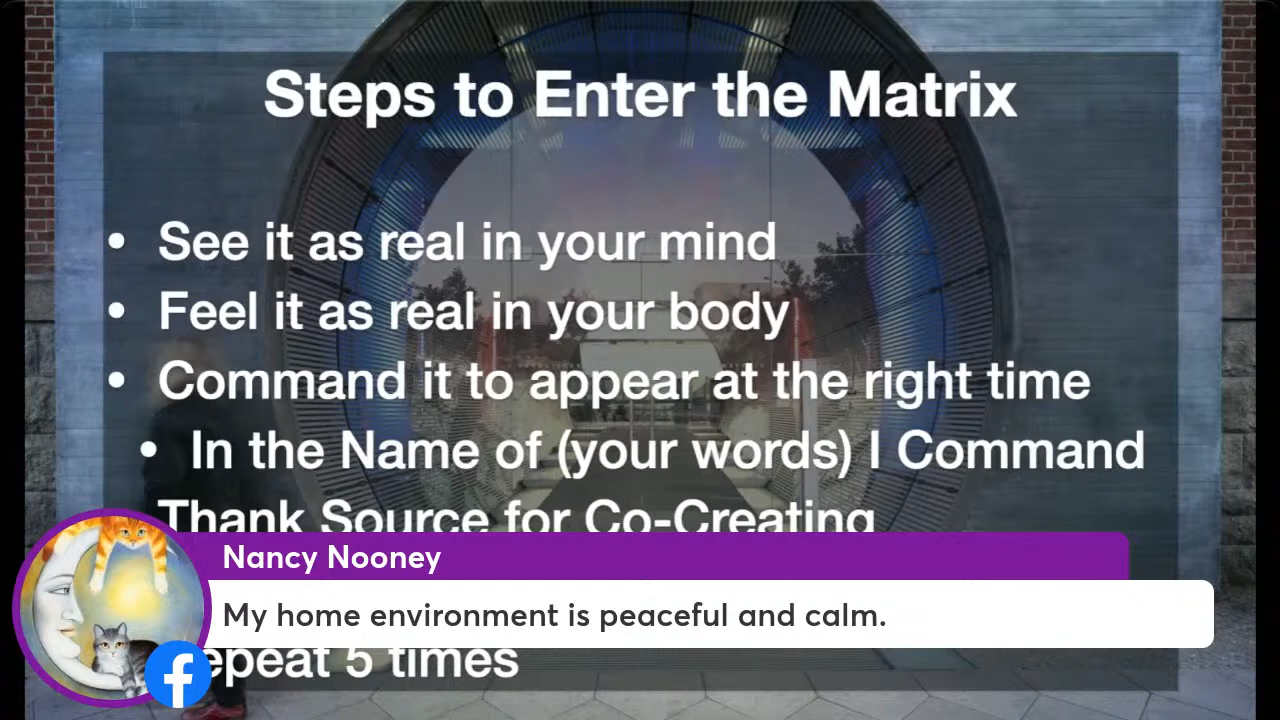 Steps to Enter the Matrix
• See it as real in your mind
• Feel it as real in your body
• Command it to appear at the right time
• In the Name of (your words) I Command
Thank Source for Co-Creating
Nancy Nooney
My home environment is peaceful and calm.
epeat 5 times